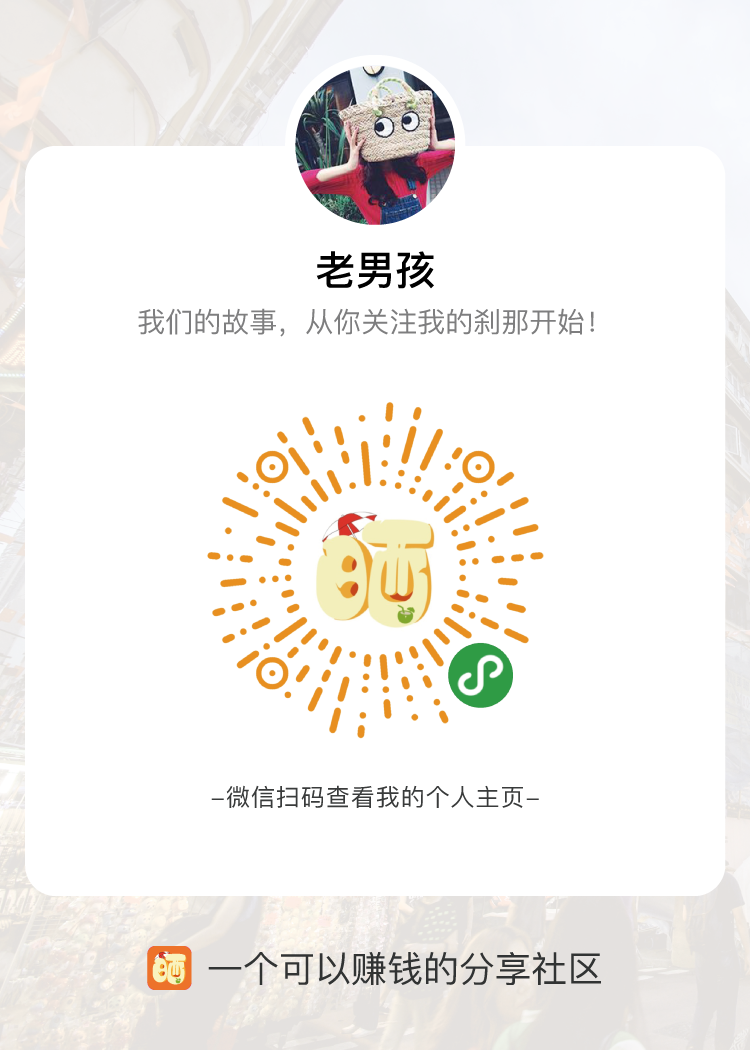 老男孩
我们的故事，从你关注我的刹那开始！
晒
–微信扫码查看我的个人主页–
晒 一个可以赚钱的分享社区